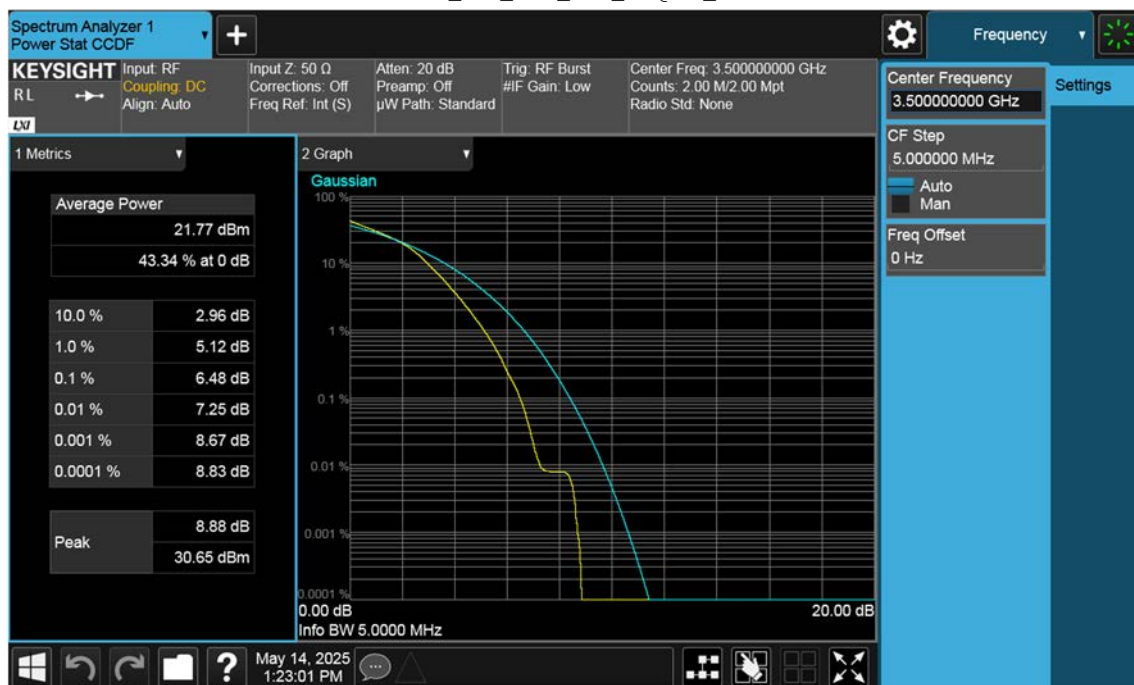 Spectrum Analyzer 1
Power Stat CCDF
Frequency
KEYSIGHT
RL
LXI
Input: RF
Coupling: DC
Align: Auto
Input Z: 50 Ω
Corrections: Off
Freq Ref: Int (S)
Atten: 20 dB
Preamp: Off
µW Path: Standard
Trig: RF Burst
#IF Gain: Low
Center Freq: 3.500000000 GHz
Counts: 2.00 M/2.00 Mpt
Radio Std: None
Center Frequency
3.500000000 GHz
Settings
CF Step
5.000000 MHz
Auto
Man
Freq Offset
0 Hz
1 Metrics
Average Power
21.77 dBm
43.34 % at 0 dB
10.0 % 2.96 dB
1.0 % 5.12 dB
0.1 % 6.48 dB
0.01 % 7.25 dB
0.001 % 8.67 dB
0.0001 % 8.83 dB
Peak
8.88 dB
30.65 dBm
2 Graph
Gaussian
100 %
10 %
1 %
0.1 %
0.01 %
0.001 %
0.0001 %
0.00 dB 20.00 dB
Info BW 5.0000 MHz
?
May 14, 2025
1:23:01 PM